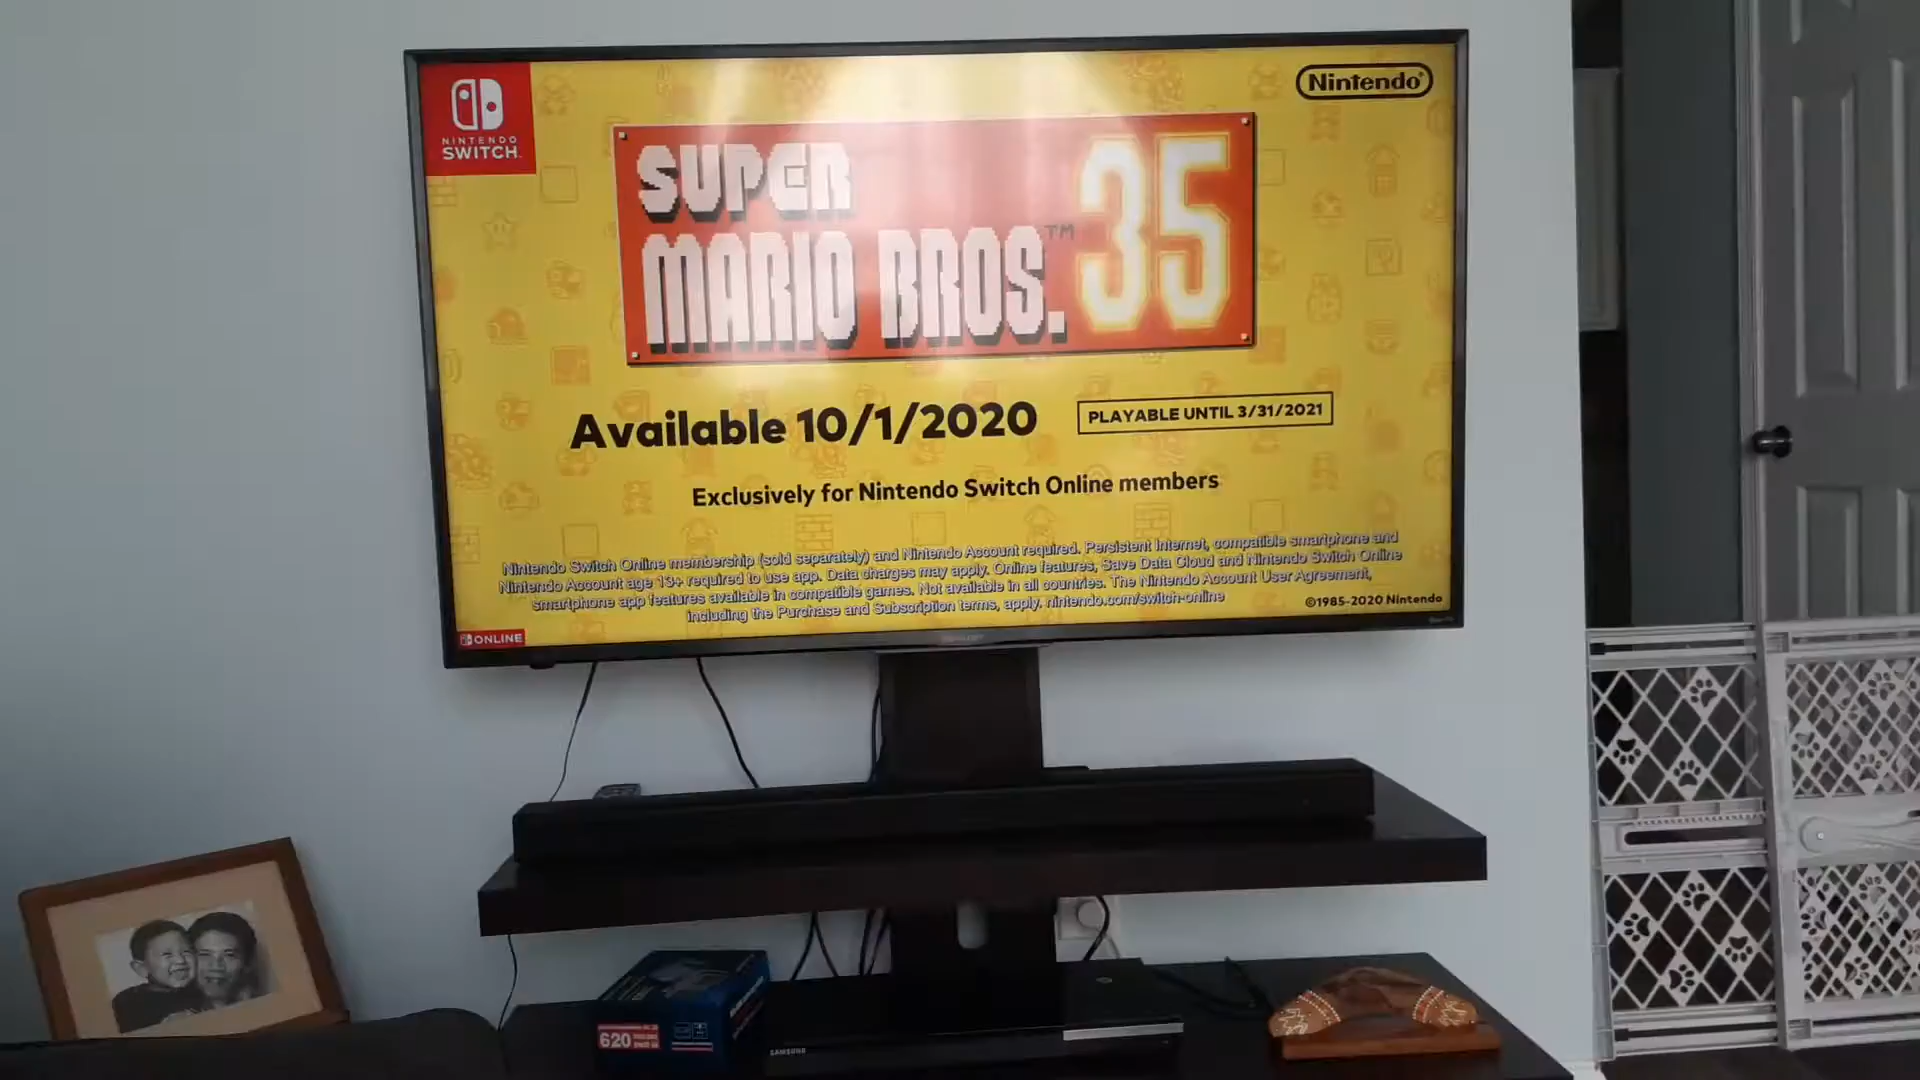 NINTENDO
SWITCH
Nintendo
SUPER
MARIO BROS.™ 35
Available 10/1/2020
PLAYABLE UNTIL 3/31/2021
Exclusively for Nintendo Switch Online members
Nintendo Switch Online membership (sold separately) and Nintendo Account required. Persistent Internet, compatible smartphone and
Nintendo Account age 13+ required to use app. Data charges may apply. Online features, Save Data Cloud and Nintendo Switch Online
smartphone app features available in compatible games. Not available in all countries. The Nintendo Account User Agreement,
including the Purchase and Subscription terms, apply. nintendo.com/switch-online
©1985-2020 Nintendo
ONLINE
620
SAMSUNG